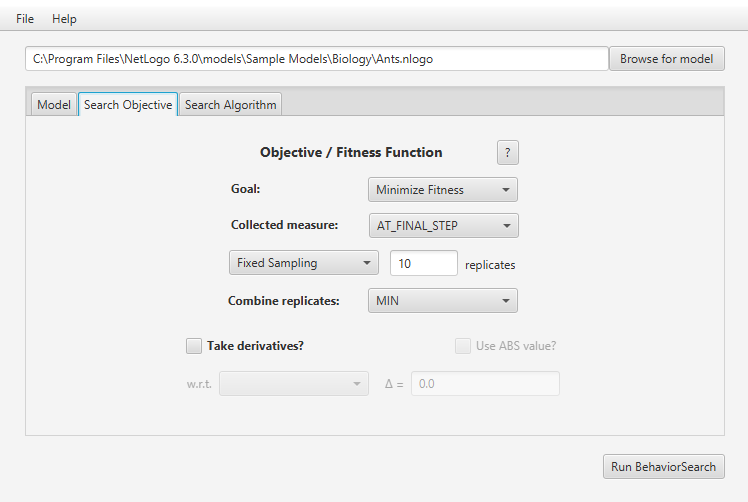 File Help
C:\Program Files\NetLogo 6.3.0\models\Sample Models\Biology\Ants.nlogo Browse for model
Model Search Objective Search Algorithm
Objective / Fitness Function ?
Goal: Minimize Fitness
Collected measure: AT_FINAL_STEP
Fixed Sampling 10 replicates
Combine replicates: MIN
Take derivatives? Use ABS value?
w.r.t. Δ = 0.0
Run BehaviorSearch